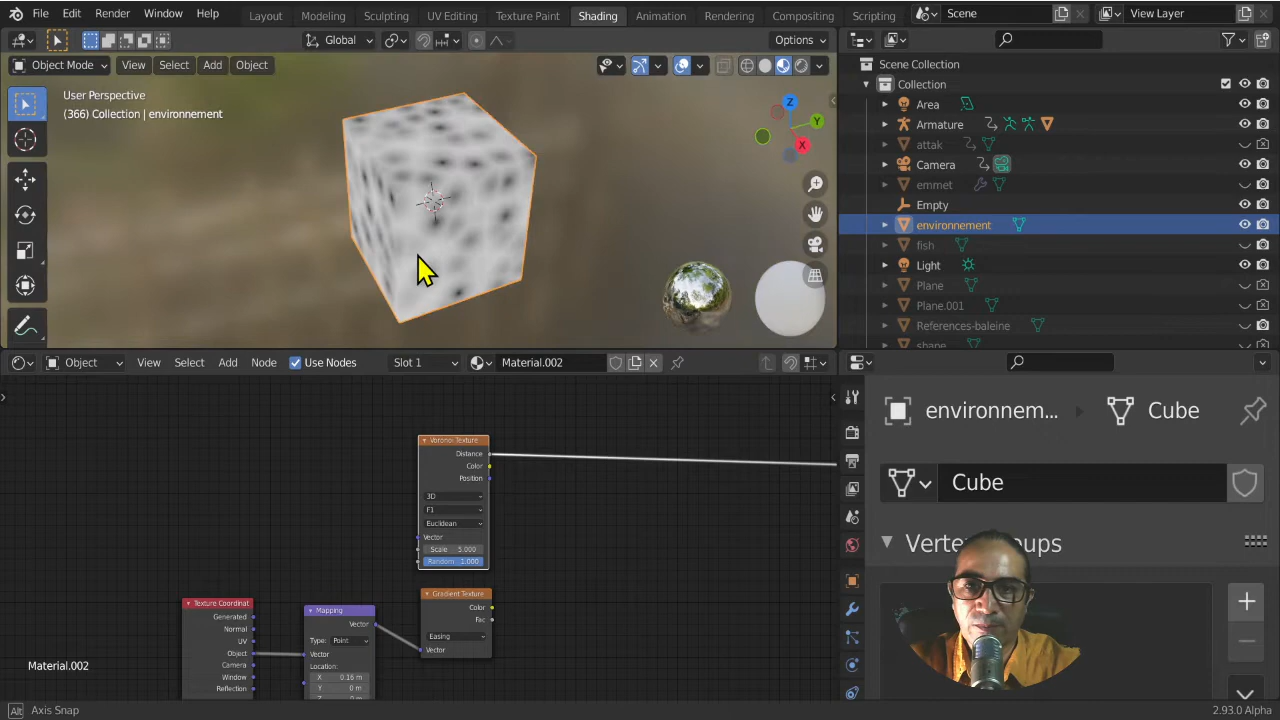 File Edit Render Window Help Layout Modeling Sculpting UV Editing Texture Paint Shading Animation Rendering Compositing Scripting Scene View Layer
Global Options
Object Mode View Select Add Object
User Perspective
(366) Collection | environnement
Z
Y
X
Scene Collection
Collection
Area
Armature
attak
Camera
emmet
Empty
environnement
fish
Light
Plane
Plane.001
References-baleine
shape
Object View Select Add Node Use Nodes Slot 1 Material.002
environnem... Cube
Cube
Voronoi Texture
Distance
Color
Position
3D
F1
Euclidean
Vector
Scale 5.000
Random 1.000
Gradient Texture
Color
Fac
Easing
Vector
Texture Coordinat
Generated
Normal
UV
Object
Camera
Window
Reflection
Mapping
Vector
Type: Point
Vector
Location:
X 0.16 m
Y 0 m
Material.002
Alt Axis Snap
2.93.0 Alpha